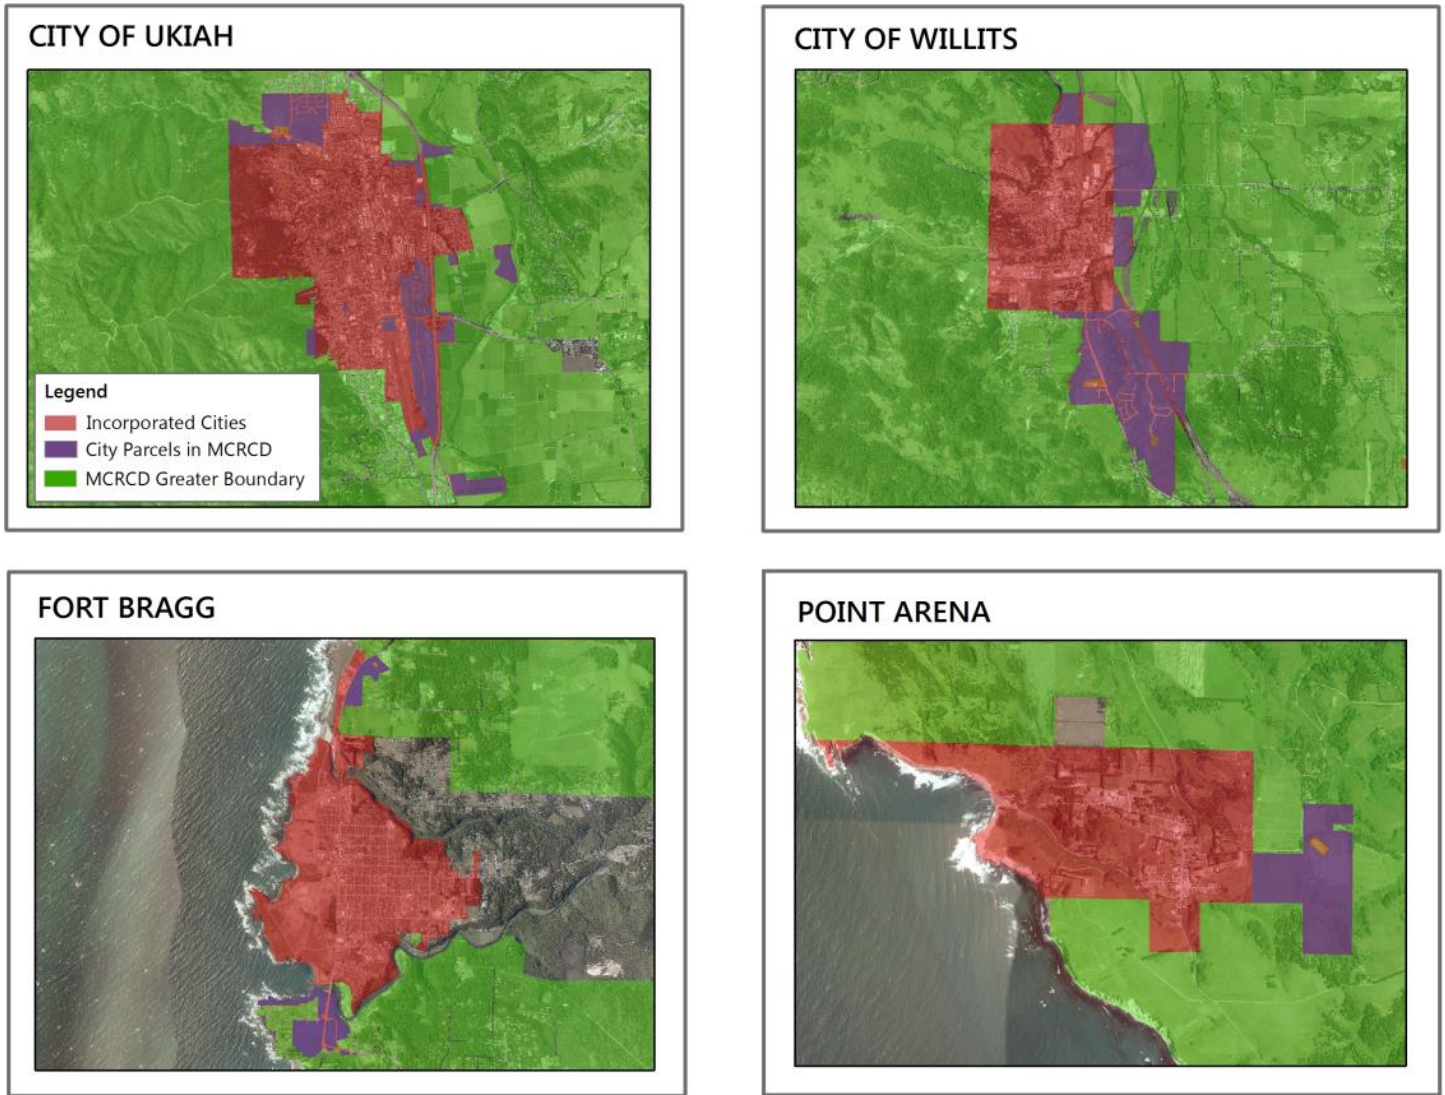 CITY OF UKIAH
Legend
Incorporated Cities
City Parcels in MCRCD
MCRCD Greater Boundary
CITY OF WILLITS
FORT BRAGG
POINT ARENA